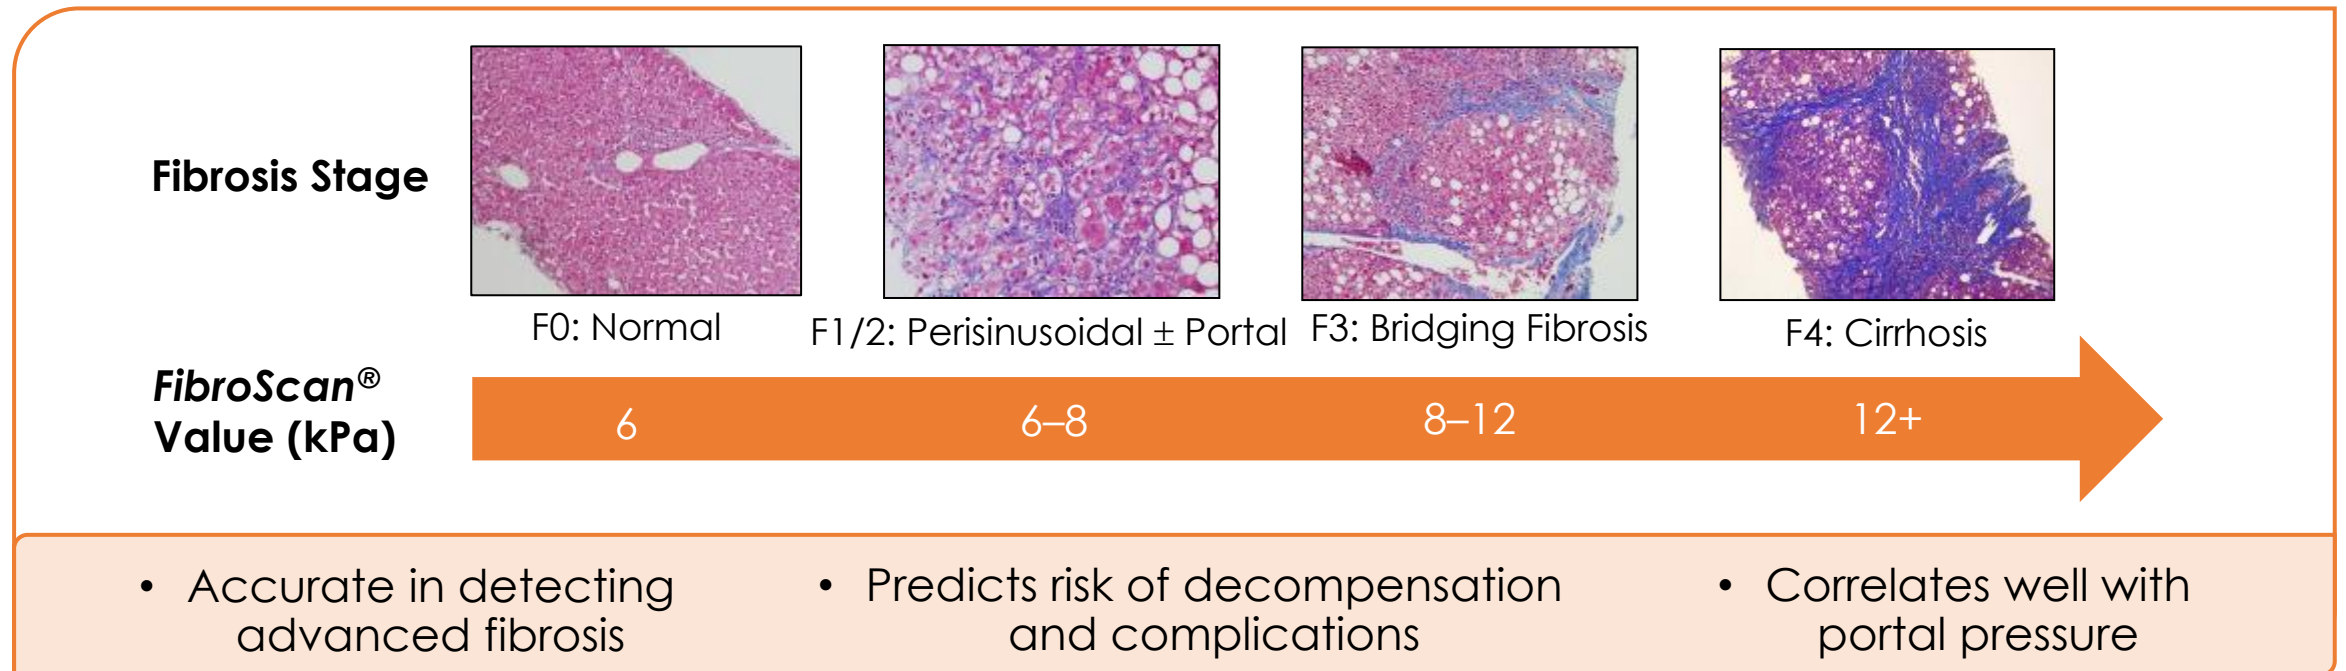 Fibrosis Stage
F0: Normal
F1/2: Perisinusoidal ± Portal
F3: Bridging Fibrosis
F4: Cirrhosis
FibroScan®
Value (kPa)
6
6–8
8–12
12+
• Accurate in detecting
advanced fibrosis
• Predicts risk of decompensation
and complications
• Correlates well with
portal pressure